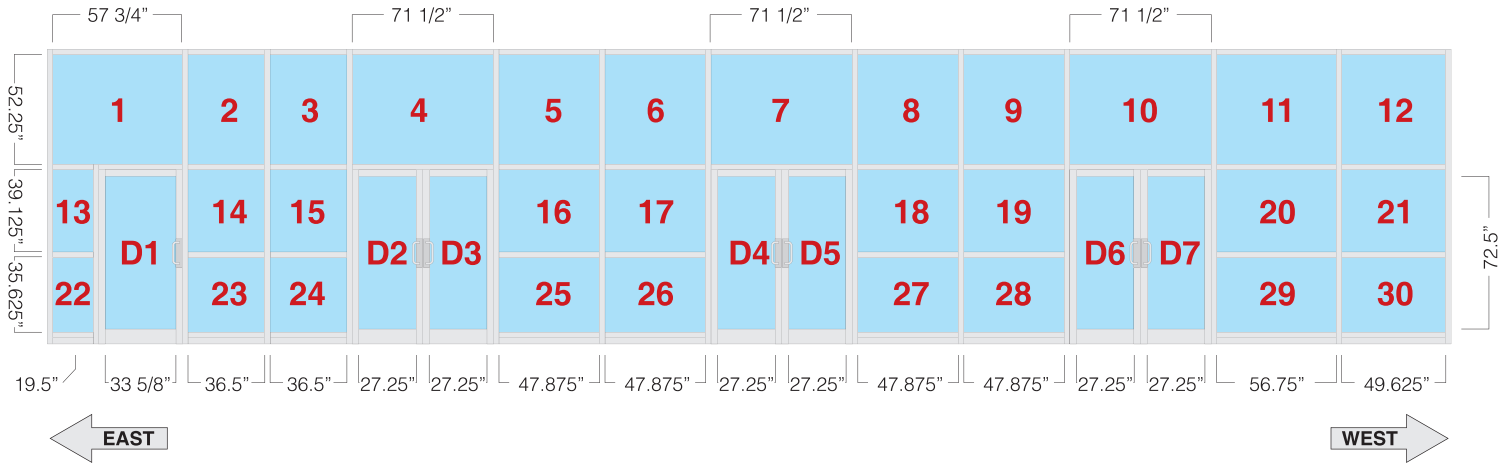 57 3/4” 71 1/2” 71 1/2” 71 1/2”
52.25”
1 2 3 4 5 6 7 8 9 10 11 12
39.125”
13 14 15 16 17 18 19 20 21
D1 D2 D3 D4 D5 D6 D7
72.5”
35.625”
22 23 24 25 26 27 28 29 30
19.5” 33 5/8” 36.5” 36.5” 27.25” 27.25” 47.875” 47.875” 27.25” 27.25” 47.875” 47.875” 27.25” 27.25” 56.75” 49.625”
EAST WEST